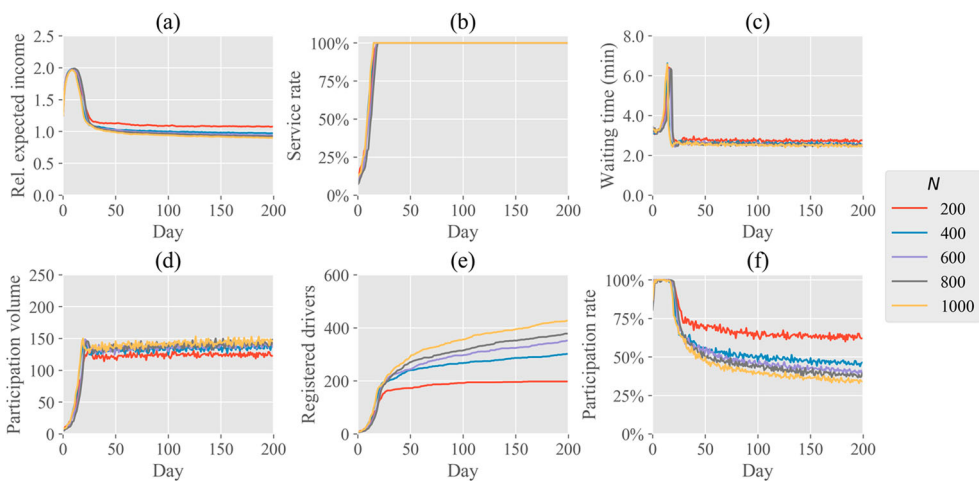 (a)
(b)
(c)
Rel. expected income
2.5
2.0
1.5
1.0
0.5
0.0
0 50 100 150 200
Day
Service rate
100%
75%
50%
25%
0%
0 50 100 150 200
Day
Waiting time (min)
8.0
6.0
4.0
2.0
0.0
0 50 100 150 200
Day
(d)
(e)
(f)
Participation volume
250
200
150
100
50
0
0 50 100 150 200
Day
Registered drivers
600
400
200
0
0 50 100 150 200
Day
Participation rate
100%
75%
50%
25%
0%
0 50 100 150 200
Day
N
200
400
600
800
1000